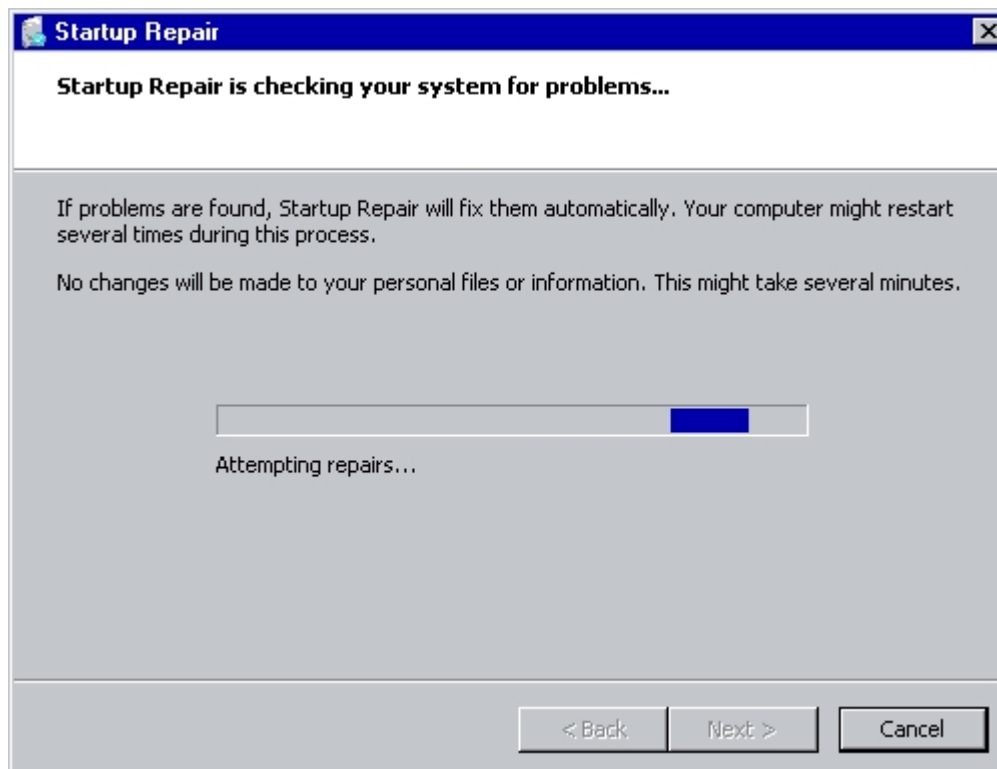 Startup Repair
Startup Repair is checking your system for problems...
If problems are found, Startup Repair will fix them automatically. Your computer might restart
several times during this process.
No changes will be made to your personal files or information. This might take several minutes.
Attempting repairs...
< Back
Next >
Cancel